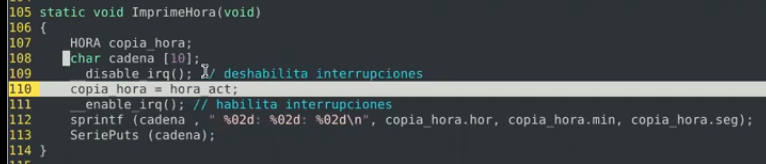 105 static void ImprimeHora(void)
106 {
107 HORA copia_hora;
108 char cadena [10];
109 __disable_irq(); // deshabilita interrupciones
110 copia_hora = hora_act;
111 __enable_irq(); // habilita interrupciones
112 sprintf (cadena , " %02d: %02d: %02d\n", copia_hora.hor, copia_hora.min, copia_hora.seg);
113 SeriePuts (cadena);
114 }